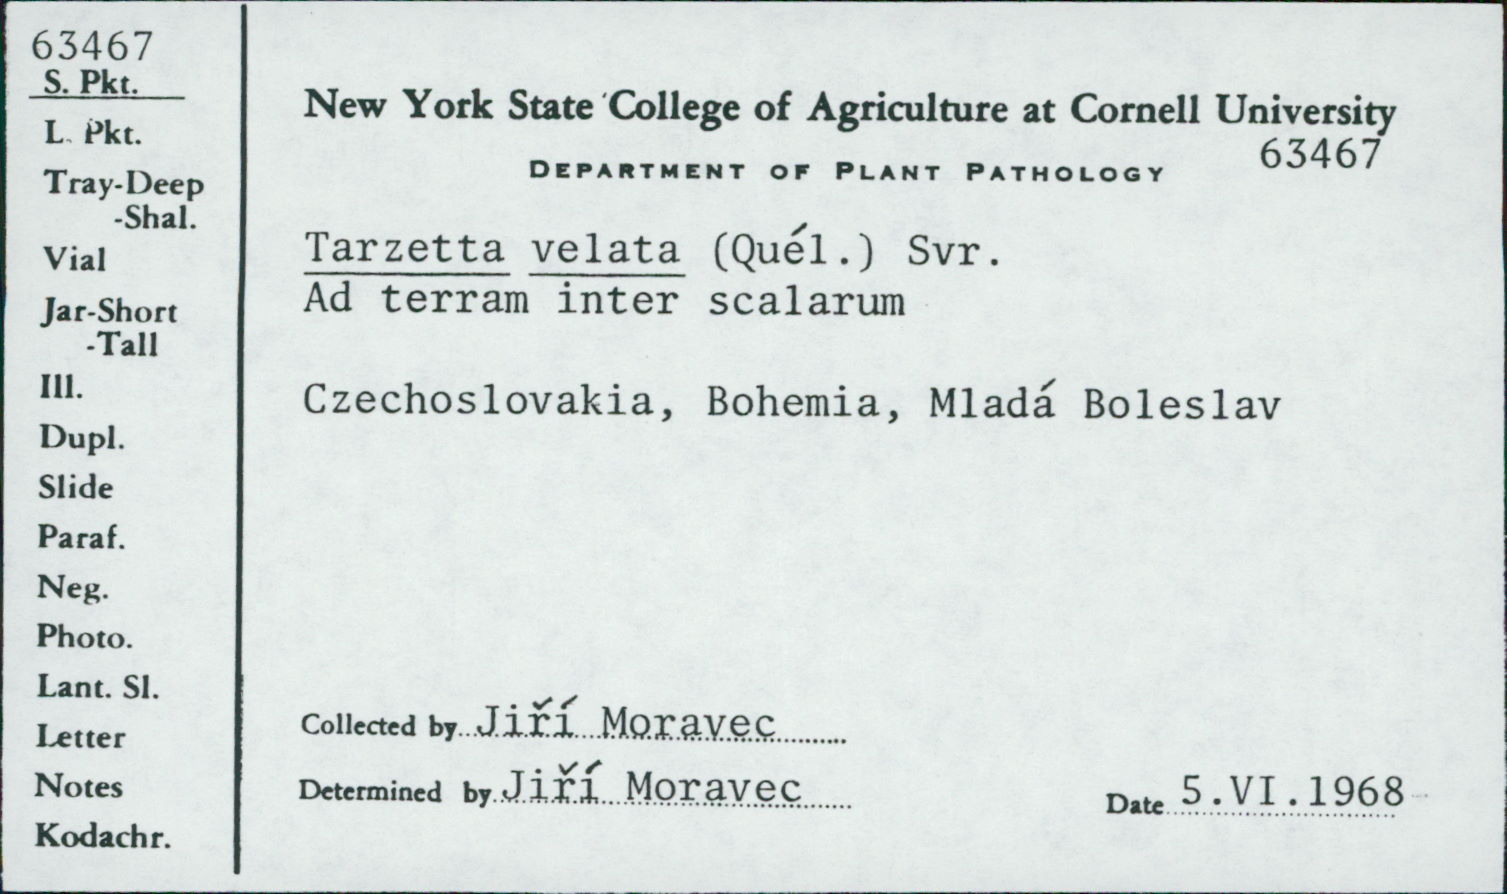 63467
S. Pkt.
L. Pkt.
Tray-Deep
-Shal.
Vial
Jar-Short
-Tall
Ill.
Dupl.
Slide
Paraf.
Neg.
Photo.
Lant. Sl.
Letter
Notes
Kodachr.
New York State College of Agriculture at Cornell University
63467
DEPARTMENT OF PLANT PATHOLOGY
Tarzetta velata (Quél.) Svr.
Ad terram inter scalarum
Czechoslovakia, Bohemia, Mladá Boleslav
Collected by Jiří Moravec
Determined by Jiří Moravec
Date 5.VI.1968